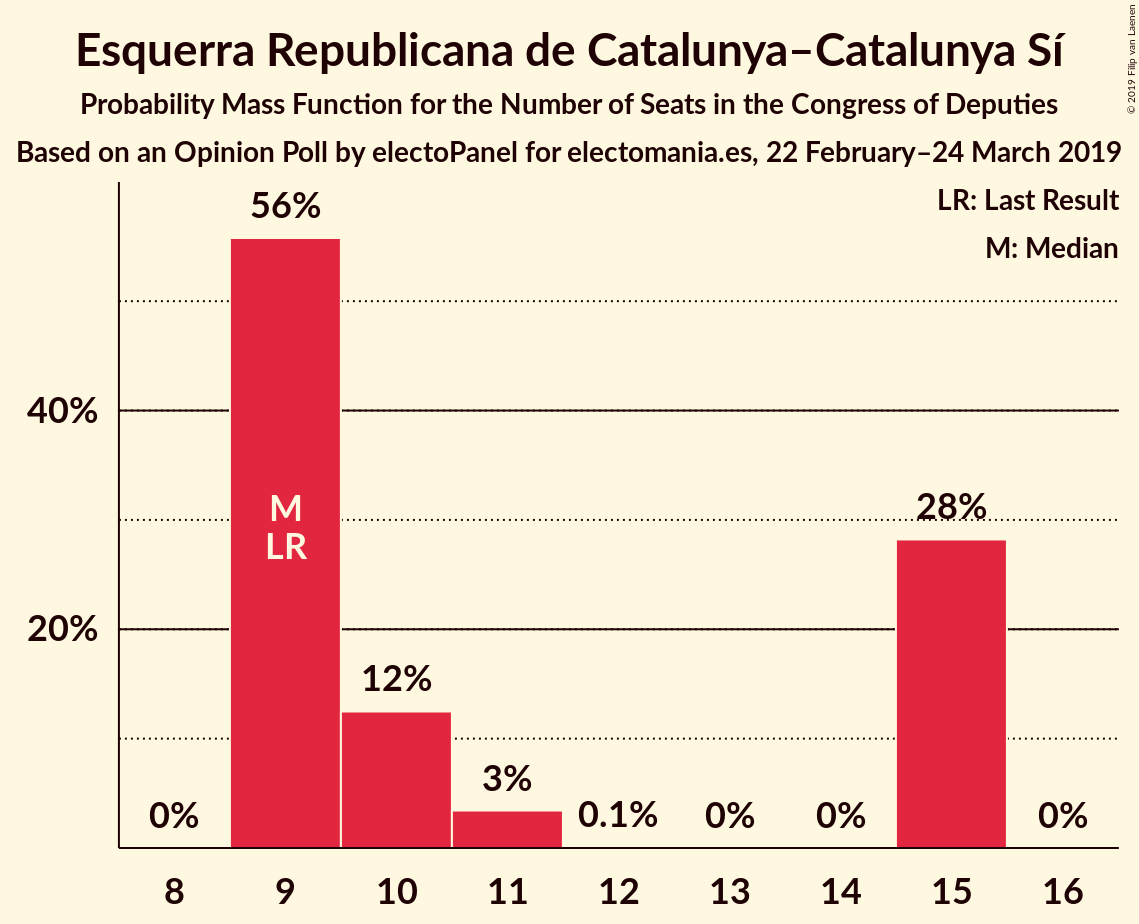 Esquerra Republicana de Catalunya–Catalunya Sí
Probability Mass Function for the Number of Seats in the Congress of Deputies
Based on an Opinion Poll by electoPanel for electomania.es, 22 February–24 March 2019
© 2019 Filip van Laenen
LR: Last Result
M: Median
56%
40%
M
LR
28%
20%
12%
3%
0%
0.1%
0%
0%
0%
8 9 10 11 12 13 14 15 16